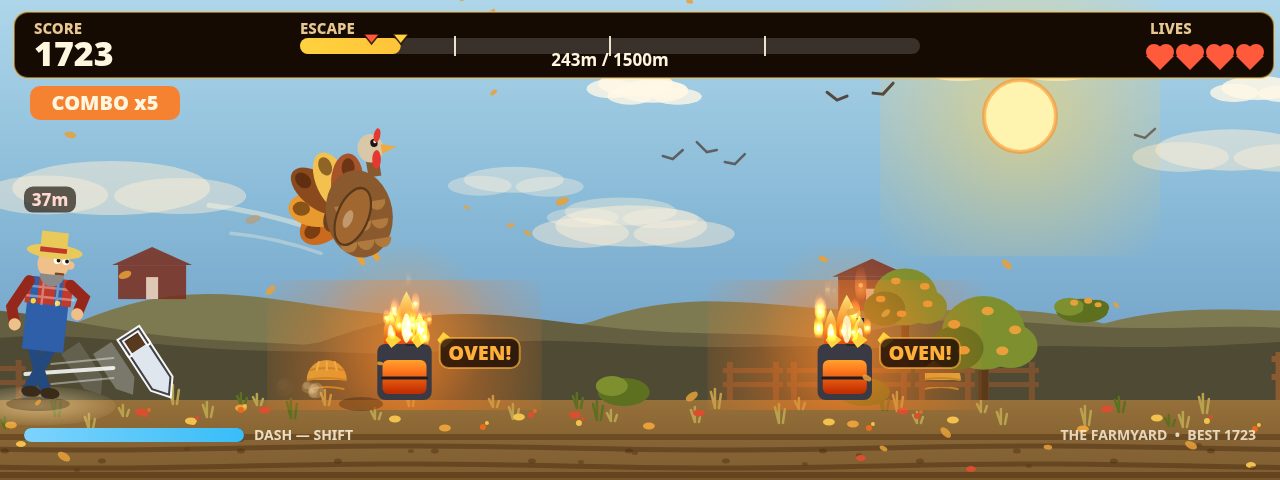 SCORE
1723
ESCAPE
243m / 1500m
LIVES
COMBO x5
37m
OVEN!
OVEN!
DASH — SHIFT
THE FARMYARD • BEST 1723